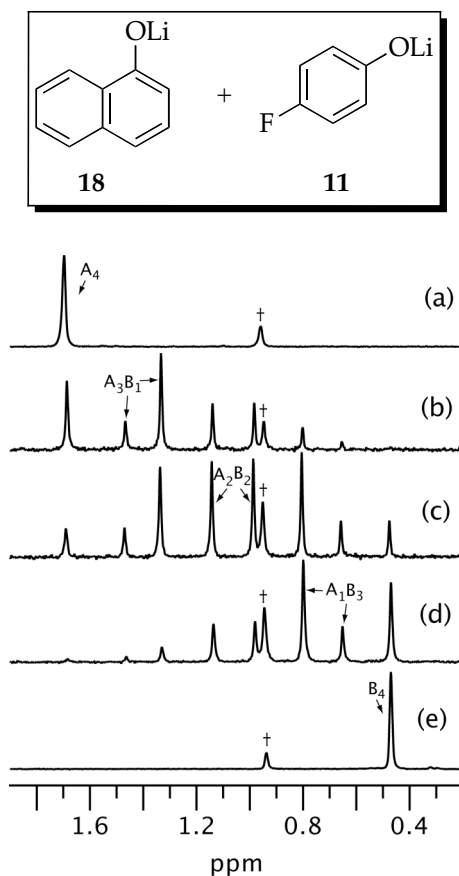 OLi
+
OLi
F
18
11
A4
†
(a)
A3B1
†
(b)
A2B2
†
(c)
†
A1B3
(d)
B4
†
(e)
1.6 1.2 0.8 0.4
ppm